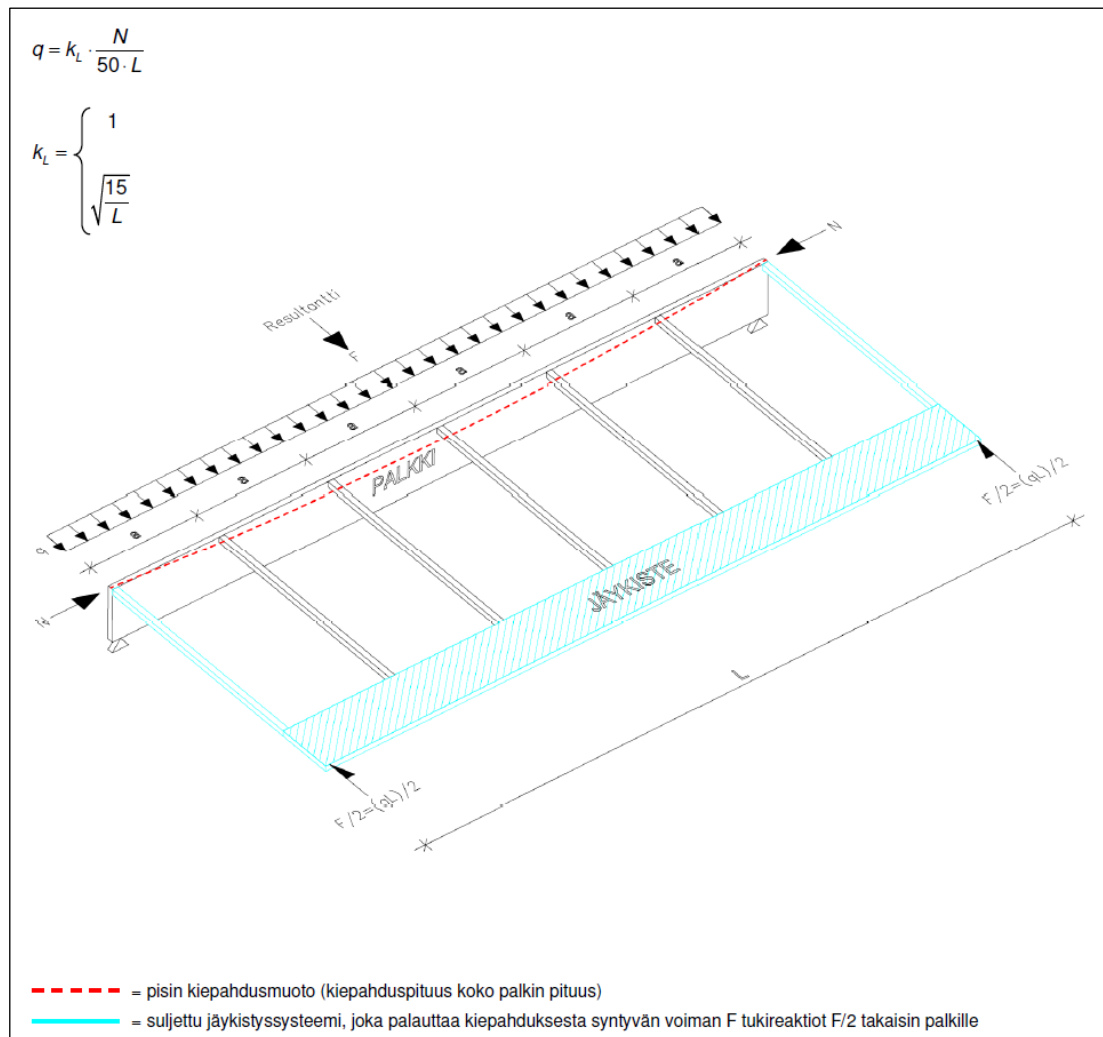 q = k_L · N / (50 · L)
k_L = { 1
√(15/L)
N
a
a
a
a
a
a
Resultantti
F
PALKKI
q
N
F/2=(qL)/2
JÄYKISTE
L
F/2=(qL)/2
= pisin kiepahdusmuoto (kiepahduspituus koko palkin pituus)
= suljettu jäykistyssysteemi, joka palauttaa kiepahduksesta syntyvän voiman F tukireaktiot F/2 takaisin palkille